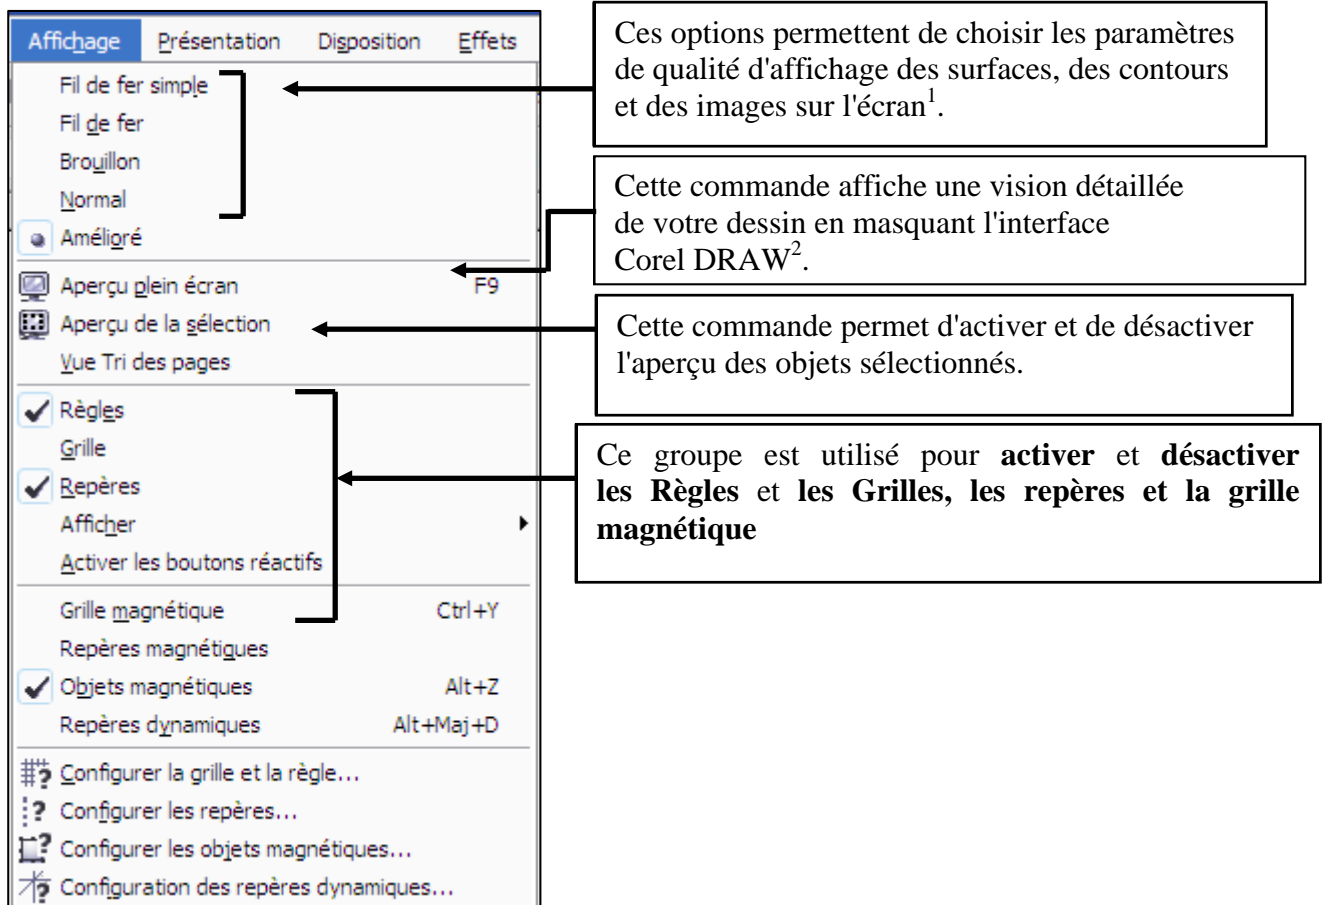 Affichage Présentation Disposition Effets
Fil de fer simple
Fil de fer
Brouillon
Normal
Amélioré
Aperçu plein écran F9
Aperçu de la sélection
Vue Tri des pages
Règles
Grille
Repères
Afficher
Activer les boutons réactifs
Grille magnétique Ctrl+Y
Repères magnétiques
Objets magnétiques Alt+Z
Repères dynamiques Alt+Maj+D
Configurer la grille et la règle...
Configurer les repères...
Configurer les objets magnétiques...
Configuration des repères dynamiques...
Ces options permettent de choisir les paramètres
de qualité d'affichage des surfaces, des contours
et des images sur l'écran1.
Cette commande affiche une vision détaillée
de votre dessin en masquant l'interface
Corel DRAW2.
Cette commande permet d'activer et de désactiver
l'aperçu des objets sélectionnés.
Ce groupe est utilisé pour activer et désactiver
les Règles et les Grilles, les repères et la grille
magnétique